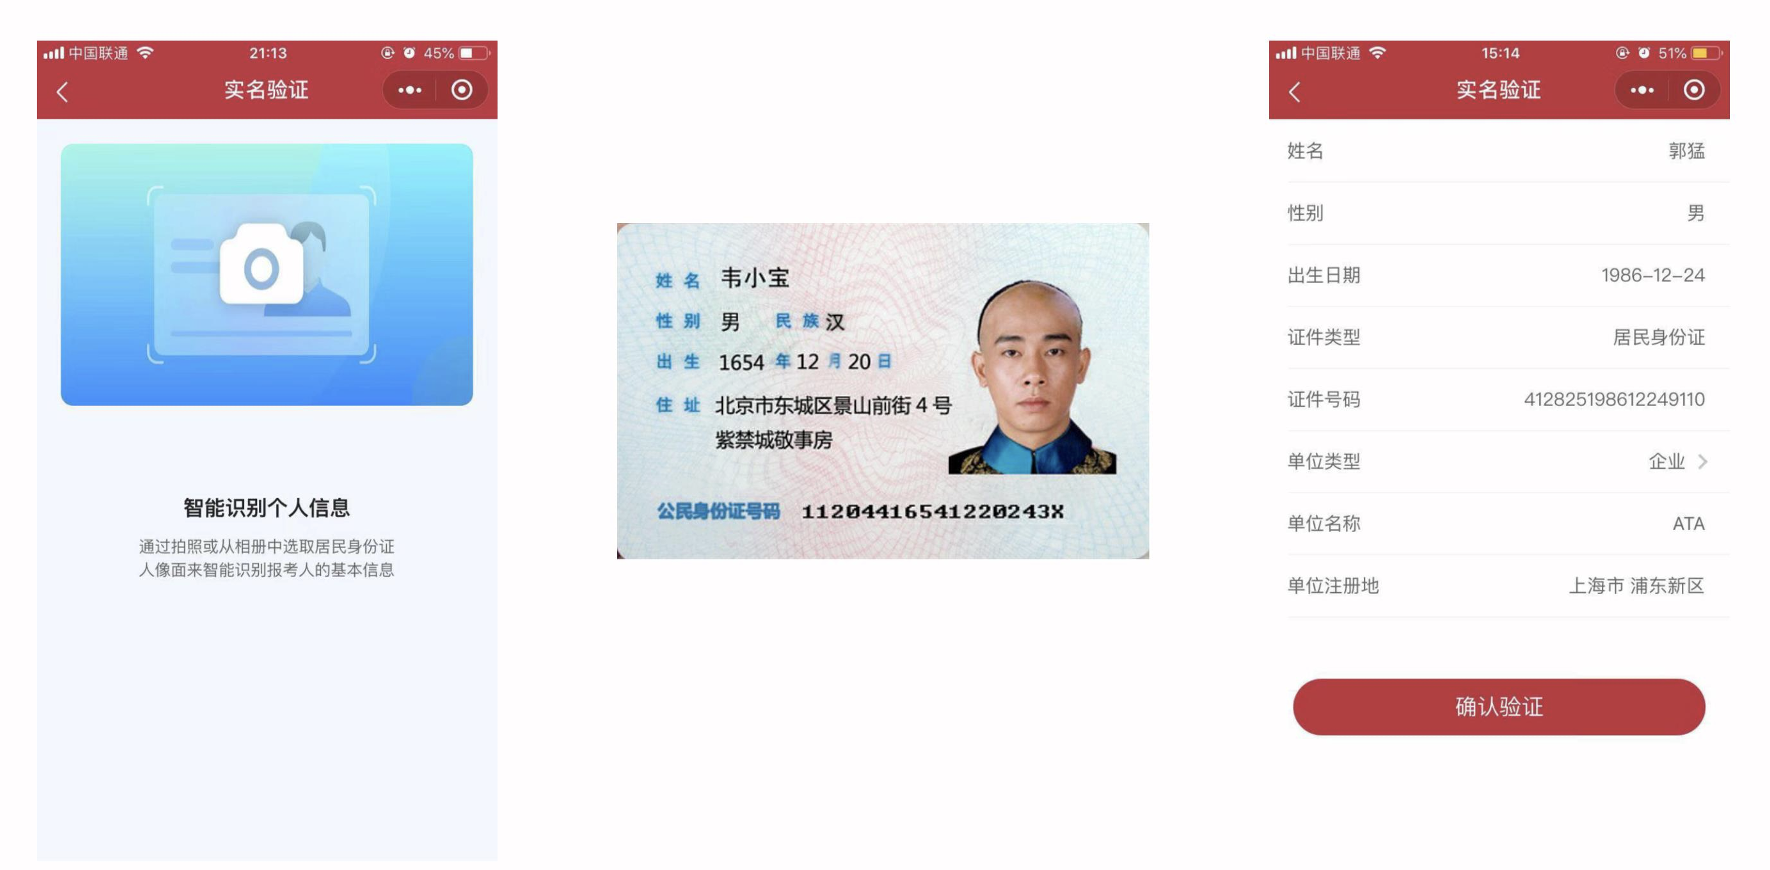 中国联通 21:13 45%
实名验证
智能识别个人信息
通过拍照或从相册中选取居民身份证
人像面来智能识别报考人的基本信息
姓名 韦小宝
性别 男 民族 汉
出生 1654 年 12 月 20 日
住址 北京市东城区景山前街 4 号
紫禁城敬事房
公民身份证号码 11204416541220243X
中国联通 15:14 51%
实名验证
姓名 郭猛
性别 男
出生日期 1986-12-24
证件类型 居民身份证
证件号码 412825198612249110
单位类型 企业
单位名称 ATA
单位注册地 上海市 浦东新区
确认验证